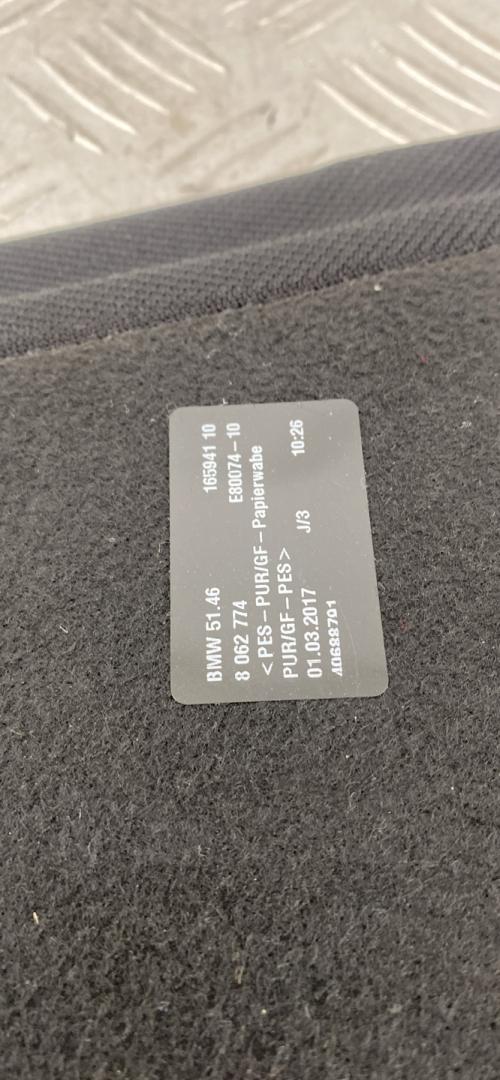 BMW 51.46 165941 10
8 062 774 E80074-10
< PES - PUR/GF - Papierwabe
PUR/GF - PES >
01.03.2017 J/3 10:26
40688791